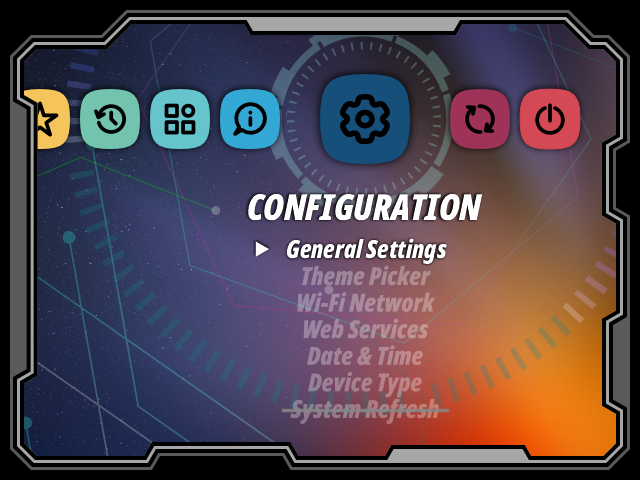 CONFIGURATION
General Settings
Theme Picker
Wi-Fi Network
Web Services
Date & Time
Device Type
System Refresh